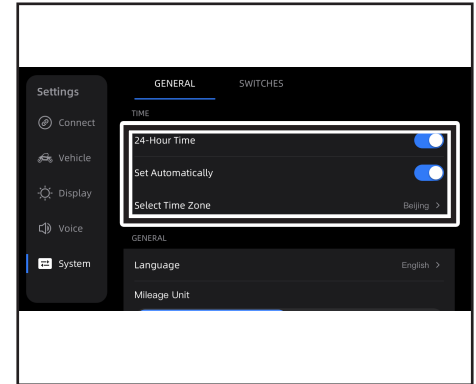 Settings
GENERAL SWITCHES
TIME
Connect
24-Hour Time
Vehicle
Set Automatically
Display
Select Time Zone Beijing >
Voice
GENERAL
System
Language English >
Mileage Unit